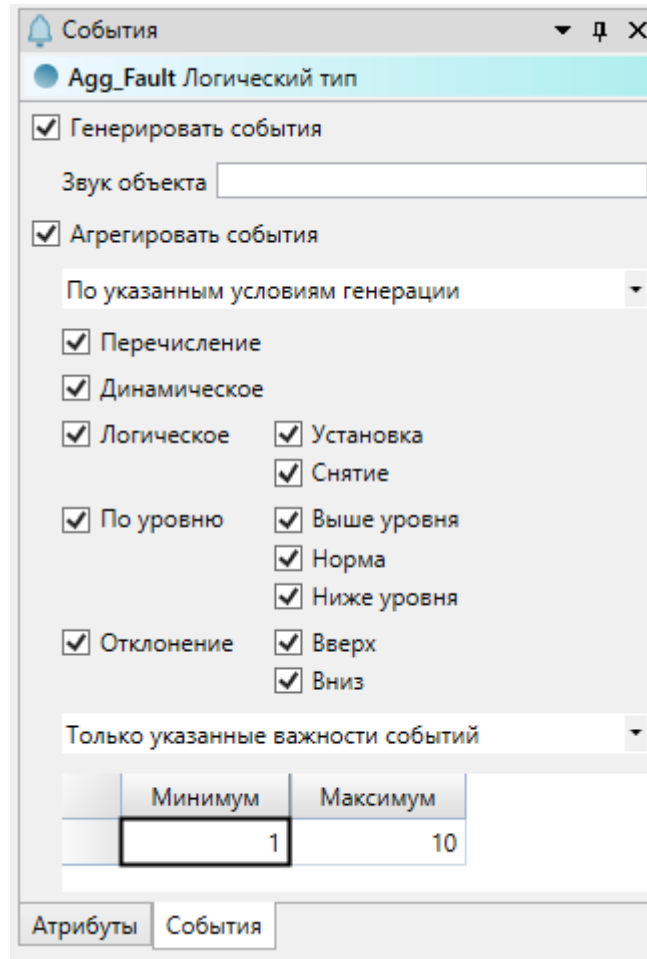 События
Agg_Fault Логический тип
Генерировать события
Звук объекта
Агрегировать события
По указанным условиям генерации
Перечисление
Динамическое
Логическое Установка
Снятие
По уровню Выше уровня
Норма
Ниже уровня
Отклонение Вверх
Вниз
Только указанные важности событий
Минимум Максимум
1 10
Атрибуты События